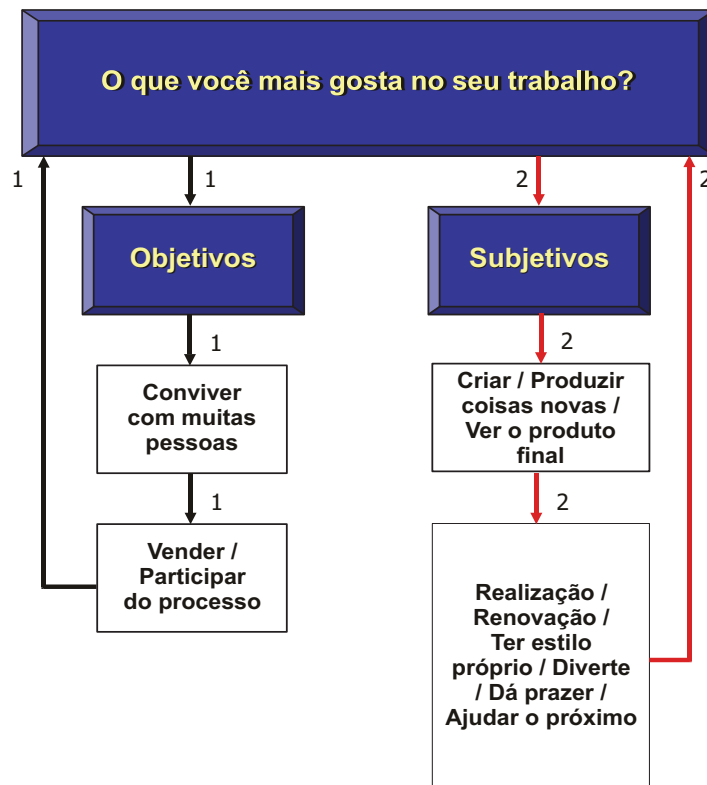 O que você mais gosta no seu trabalho?
1
1
2
2
Objetivos
Subjetivos
1
2
Conviver
com muitas
pessoas
Criar / Produzir
coisas novas /
Ver o produto
final
1
2
Vender /
Participar
do processo
Realização /
Renovação /
Ter estilo
próprio / Diverte
/ Dá prazer /
Ajudar o próximo